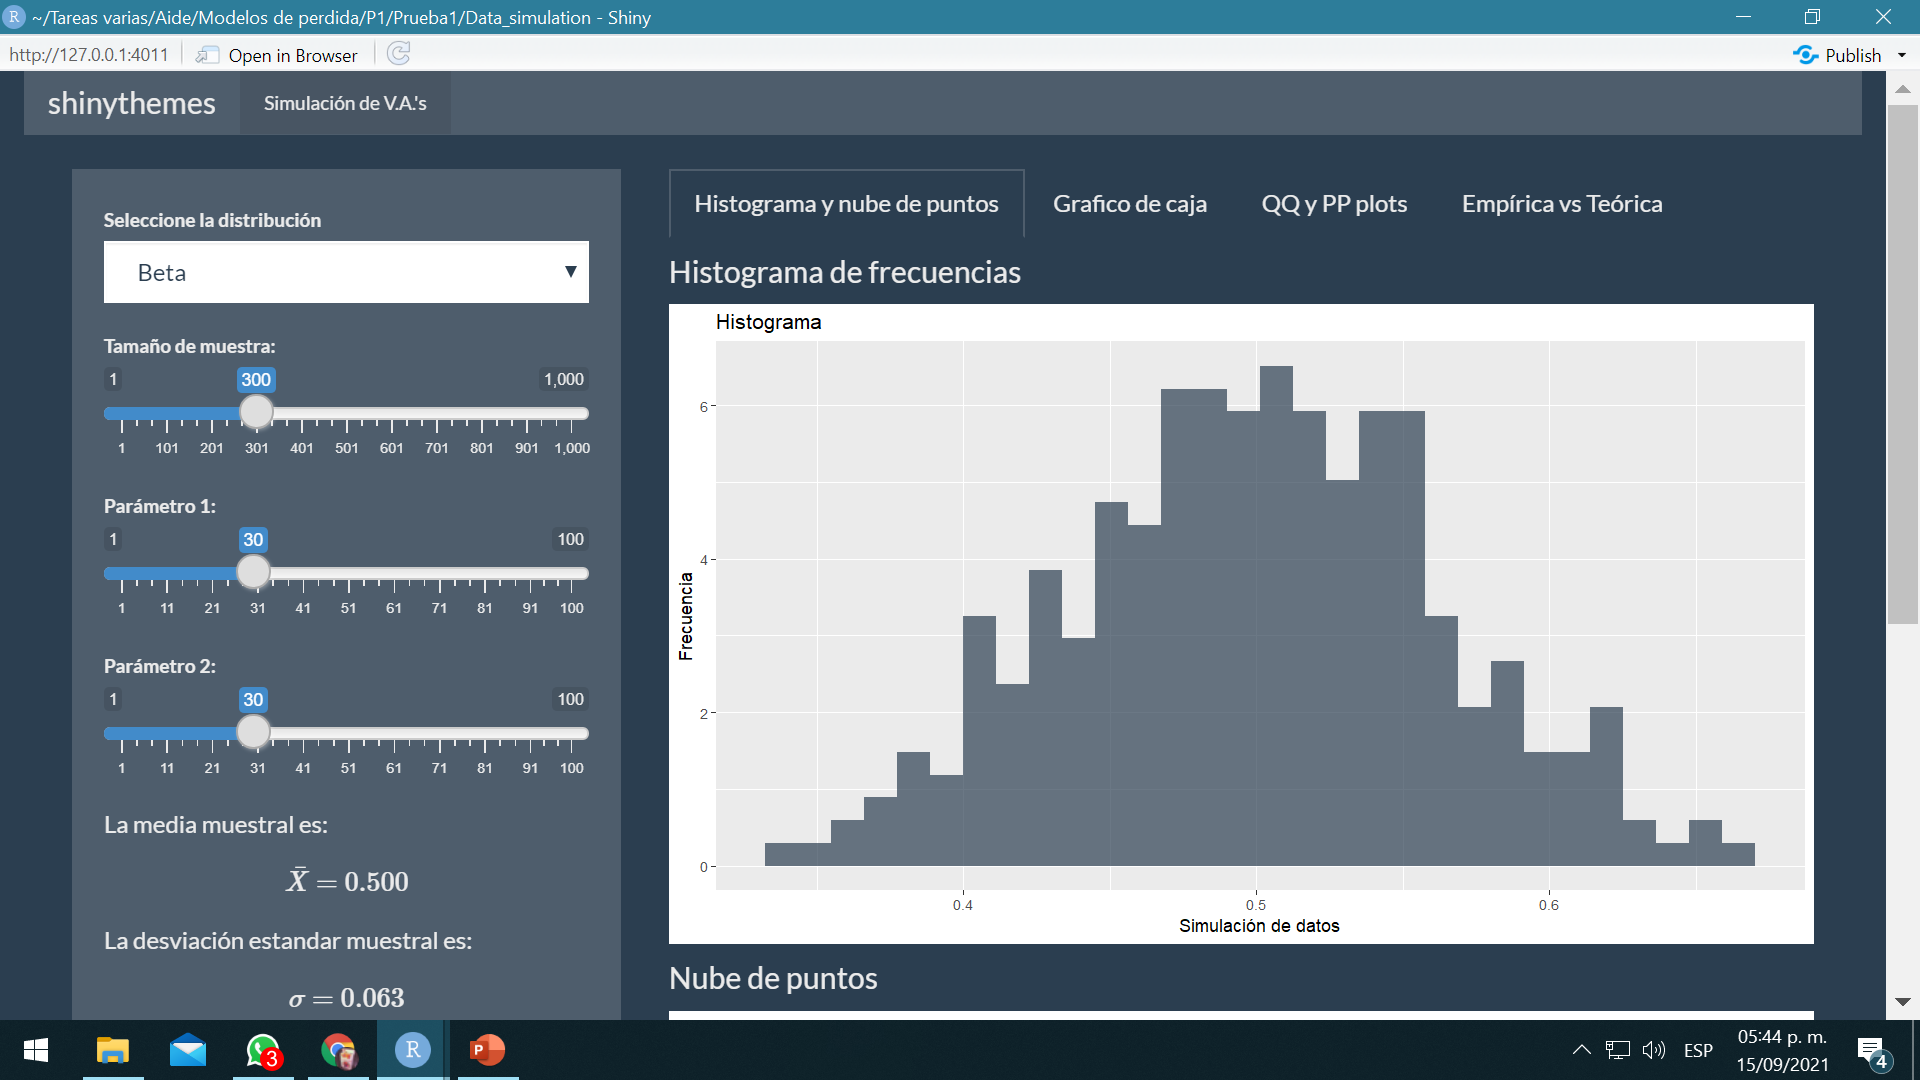 R ~/Tareas varias/Aide/Modelos de perdida/P1/Prueba1/Data_simulation - Shiny
http://127.0.0.1:4011 Open in Browser Publish
shinythemes Simulación de V.A.'s
Seleccione la distribución
Beta
Tamaño de muestra:
1 300 1,000
1 101 201 301 401 501 601 701 801 901 1,000
Parámetro 1:
1 30 100
1 11 21 31 41 51 61 71 81 91 100
Parámetro 2:
1 30 100
1 11 21 31 41 51 61 71 81 91 100
La media muestral es:
X̄ = 0.500
La desviación estandar muestral es:
σ = 0.063
Histograma y nube de puntos Grafico de caja QQ y PP plots Empírica vs Teórica
Histograma de frecuencias
Histograma
Frecuencia
6
4
2
0
0.4 0.5 0.6
Simulación de datos
Nube de puntos
3 R P ESP 05:44 p. m.
15/09/2021 4